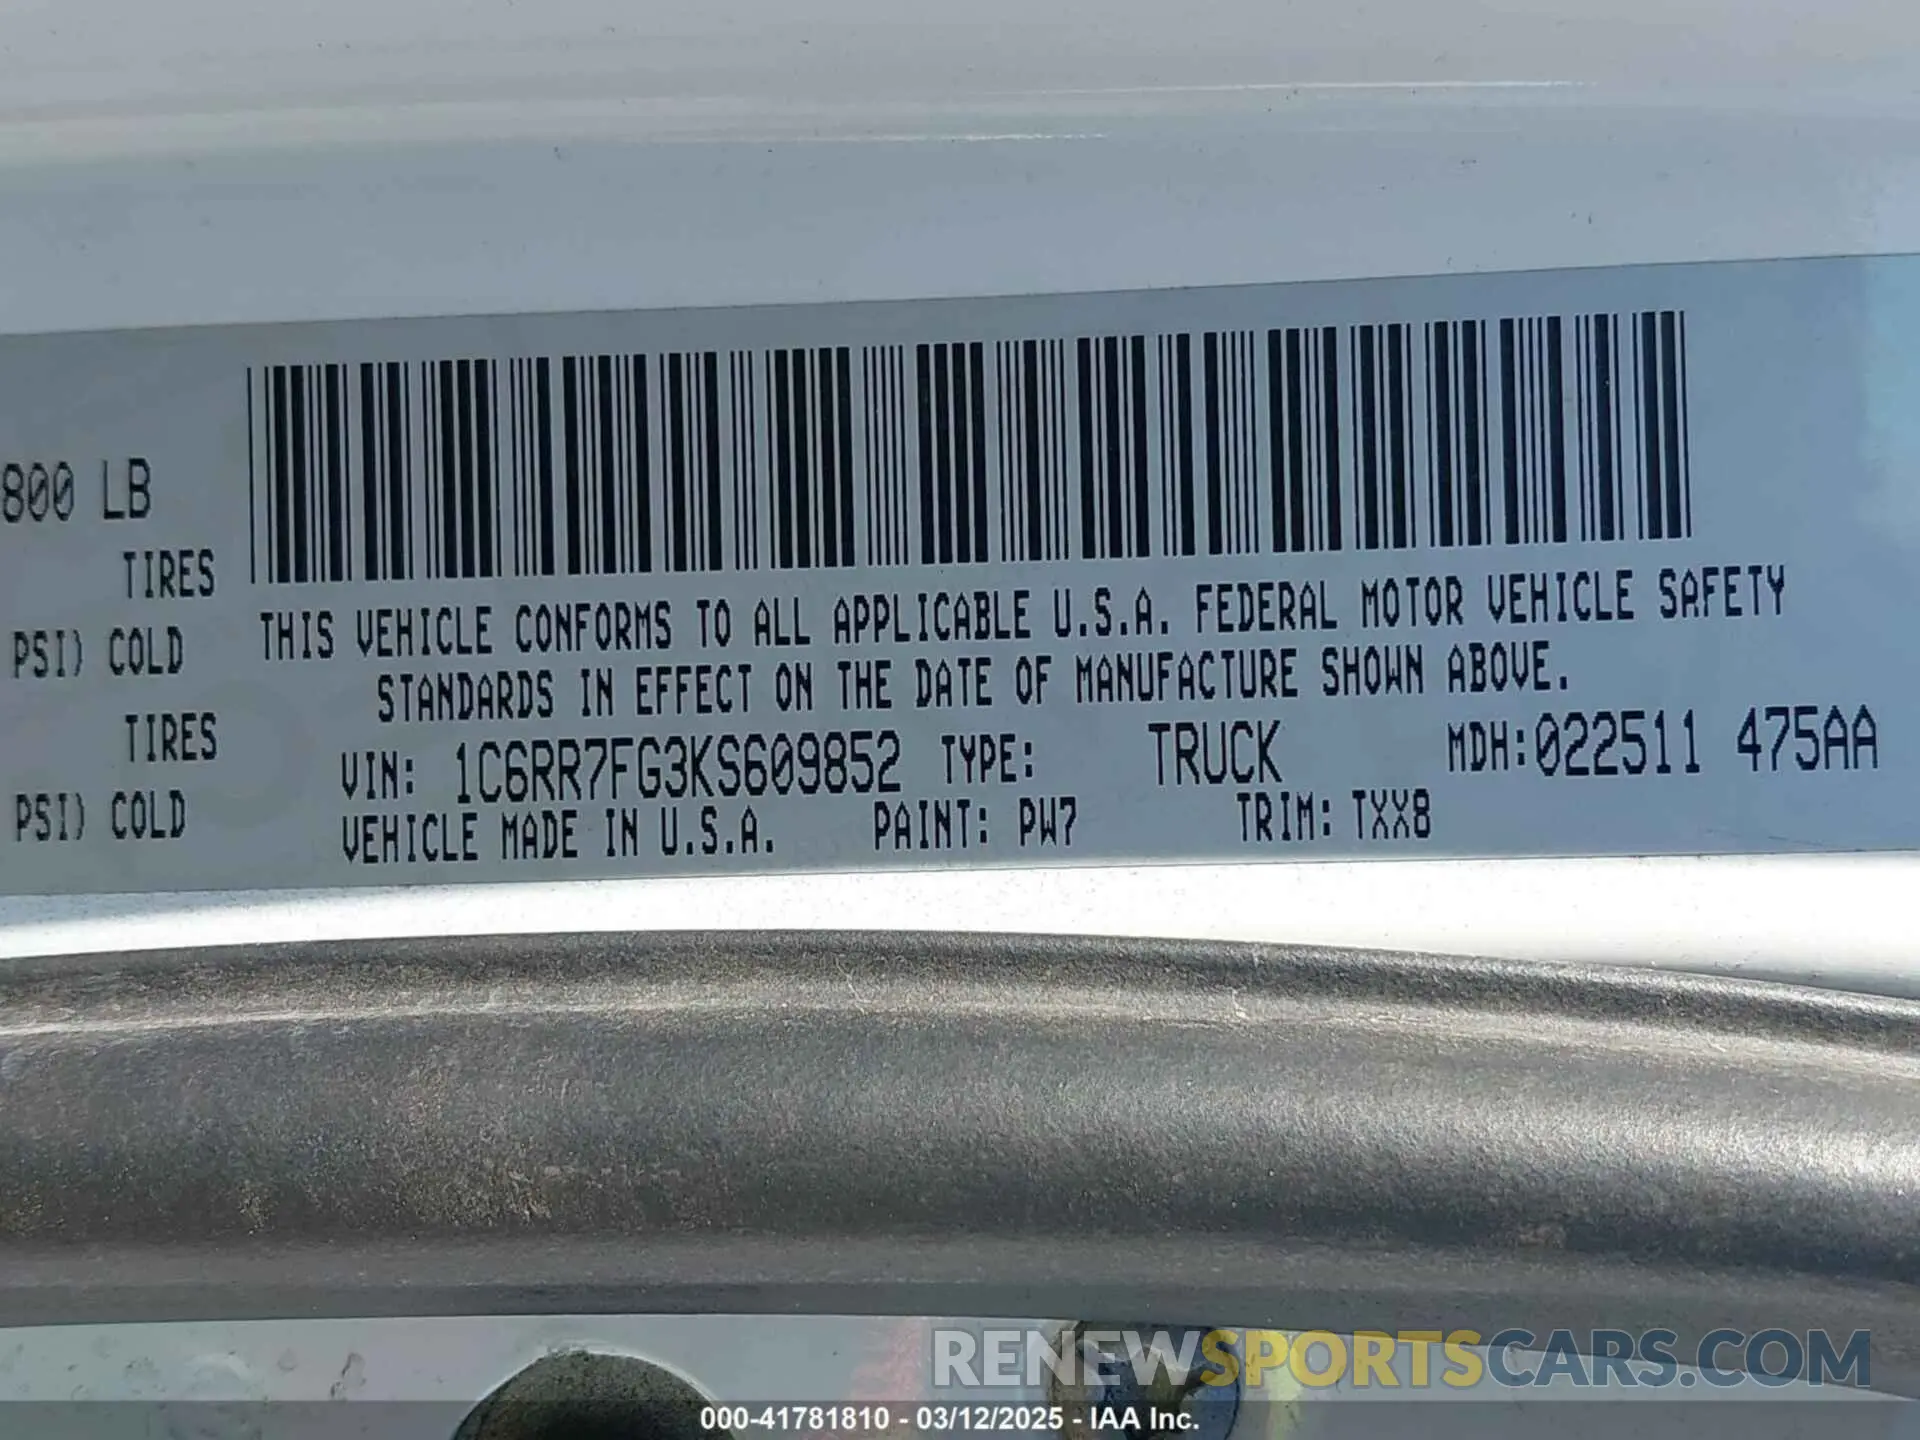 800 LB
TIRES
PSI) COLD
TIRES
PSI) COLD
THIS VEHICLE CONFORMS TO ALL APPLICABLE U.S.A. FEDERAL MOTOR VEHICLE SAFETY
STANDARDS IN EFFECT ON THE DATE OF MANUFACTURE SHOWN ABOVE.
VIN: 1C6RR7FG3KS609852 TYPE: TRUCK MDH:022511 475AA
VEHICLE MADE IN U.S.A. PAINT: PW7 TRIM: TXX8
RENEWSPORTSCARS.COM
000-41781810 - 03/12/2025 - IAA Inc.